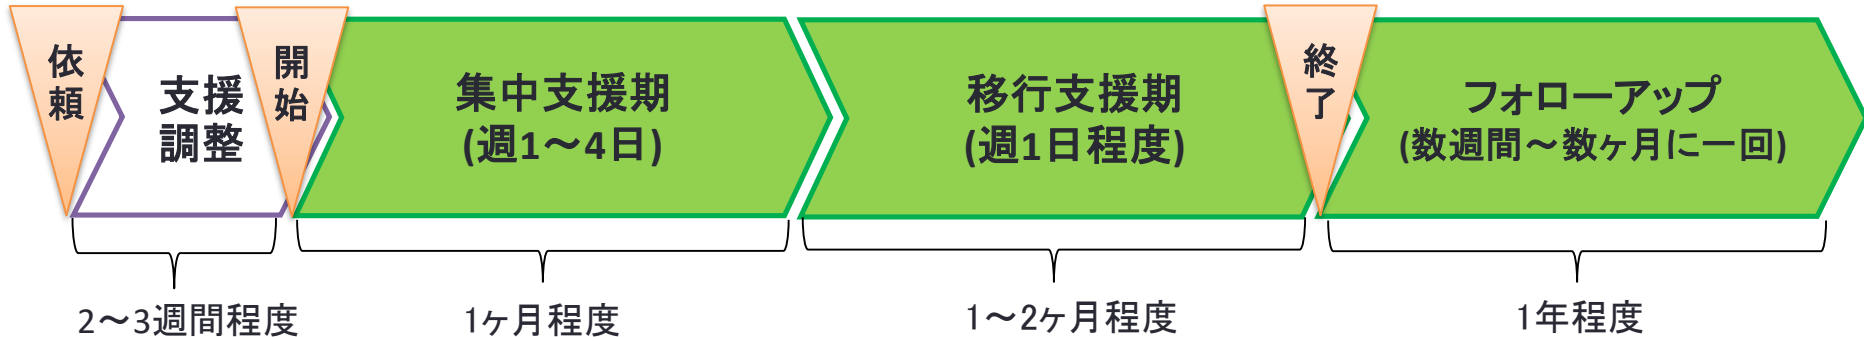 依頼
支援
調整
開始
集中支援期
(週1～4日)
移行支援期
(週1日程度)
終了
フォローアップ
(数週間～数ヶ月に一回)
2～3週間程度
1ヶ月程度
1～2ヶ月程度
1年程度